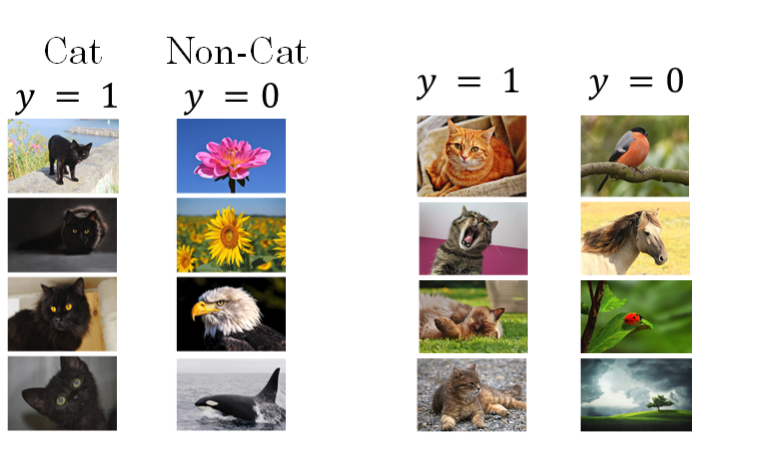 Cat Non-Cat
y = 1 y = 0 y = 1 y = 0